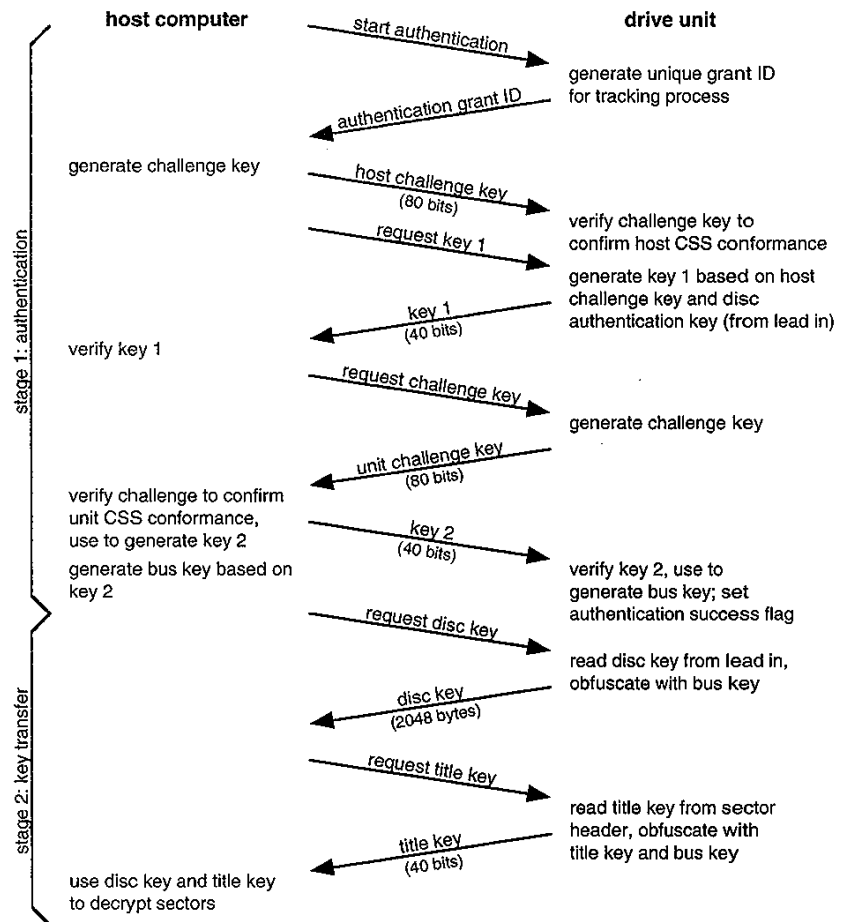 host computer
drive unit
start authentication
generate unique grant ID
for tracking process
authentication grant ID
generate challenge key
host challenge key
(80 bits)
verify challenge key to
confirm host CSS conformance
request key 1
generate key 1 based on host
challenge key and disc
authentication key (from lead in)
key 1
(40 bits)
verify key 1
stage 1: authentication
request challenge key
generate challenge key
unit challenge key
(80 bits)
verify challenge to confirm
unit CSS conformance,
use to generate key 2
key 2
(40 bits)
generate bus key based on
key 2
verify key 2, use to
generate bus key; set
authentication success flag
request disc key
read disc key from lead in,
obfuscate with bus key
disc key
(2048 bytes)
stage 2: key transfer
request title key
read title key from sector
header, obfuscate with
title key and bus key
title key
(40 bits)
use disc key and title key
to decrypt sectors